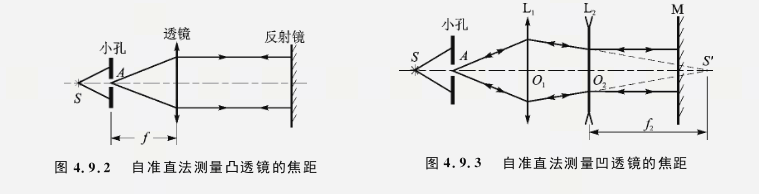 小孔
透镜
反射镜
A
S
f
图 4.9.2 自准直法测量凸透镜的焦距
L₁
L₂
M
小孔
S
A
O₁
O₂
S′
f₂
图 4.9.3 自准直法测量凹透镜的焦距